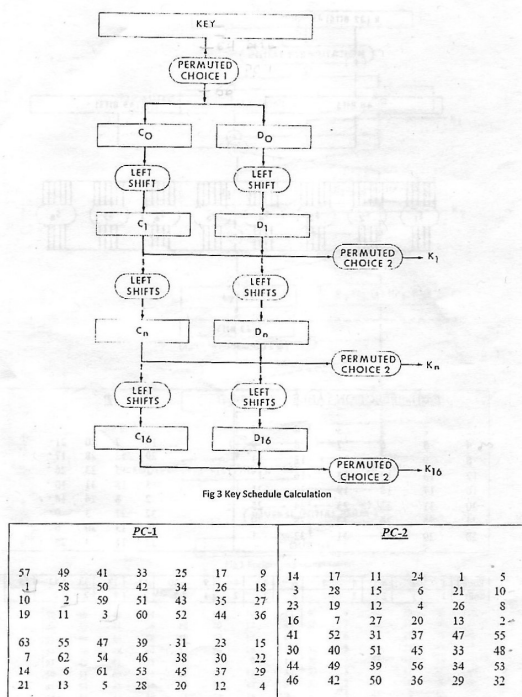 KEY
PERMUTED
CHOICE 1
C0 D0
LEFT
SHIFT
LEFT
SHIFT
C1 D1
PERMUTED
CHOICE 2
K1
LEFT
SHIFTS
LEFT
SHIFTS
Cn Dn
PERMUTED
CHOICE 2
Kn
LEFT
SHIFTS
LEFT
SHIFTS
C16 D16
PERMUTED
CHOICE 2
K16
Fig 3 Key Schedule Calculation
PC-1
57 49 41 33 25 17 9
1 58 50 42 34 26 18
10 2 59 51 43 35 27
19 11 3 60 52 44 36
63 55 47 39 31 23 15
7 62 54 46 38 30 22
14 6 61 53 45 37 29
21 13 5 28 20 12 4
PC-2
14 17 11 24 1 5
3 28 15 6 21 10
23 19 12 4 26 8
16 7 27 20 13 2
41 52 31 37 47 55
30 40 51 45 33 48
44 49 39 56 34 53
46 42 50 36 29 32